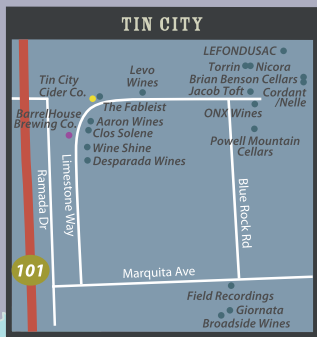 TIN CITY
LEFONDUSAC
Torrin
Nicora
Brian Benson Cellars
Jacob Toft
Cordant
/Nelle
Levo
Wines
Tin City
Cider Co.
The Fableist
BarrelHouse
Brewing Co.
Aaron Wines
Clos Solene
Wine Shine
Desparada Wines
ONX Wines
Powell Mountain
Cellars
Ramada Dr
Limestone Way
Blue Rock Rd
101
Marquita Ave
Field Recordings
Giornata
Broadside Wines